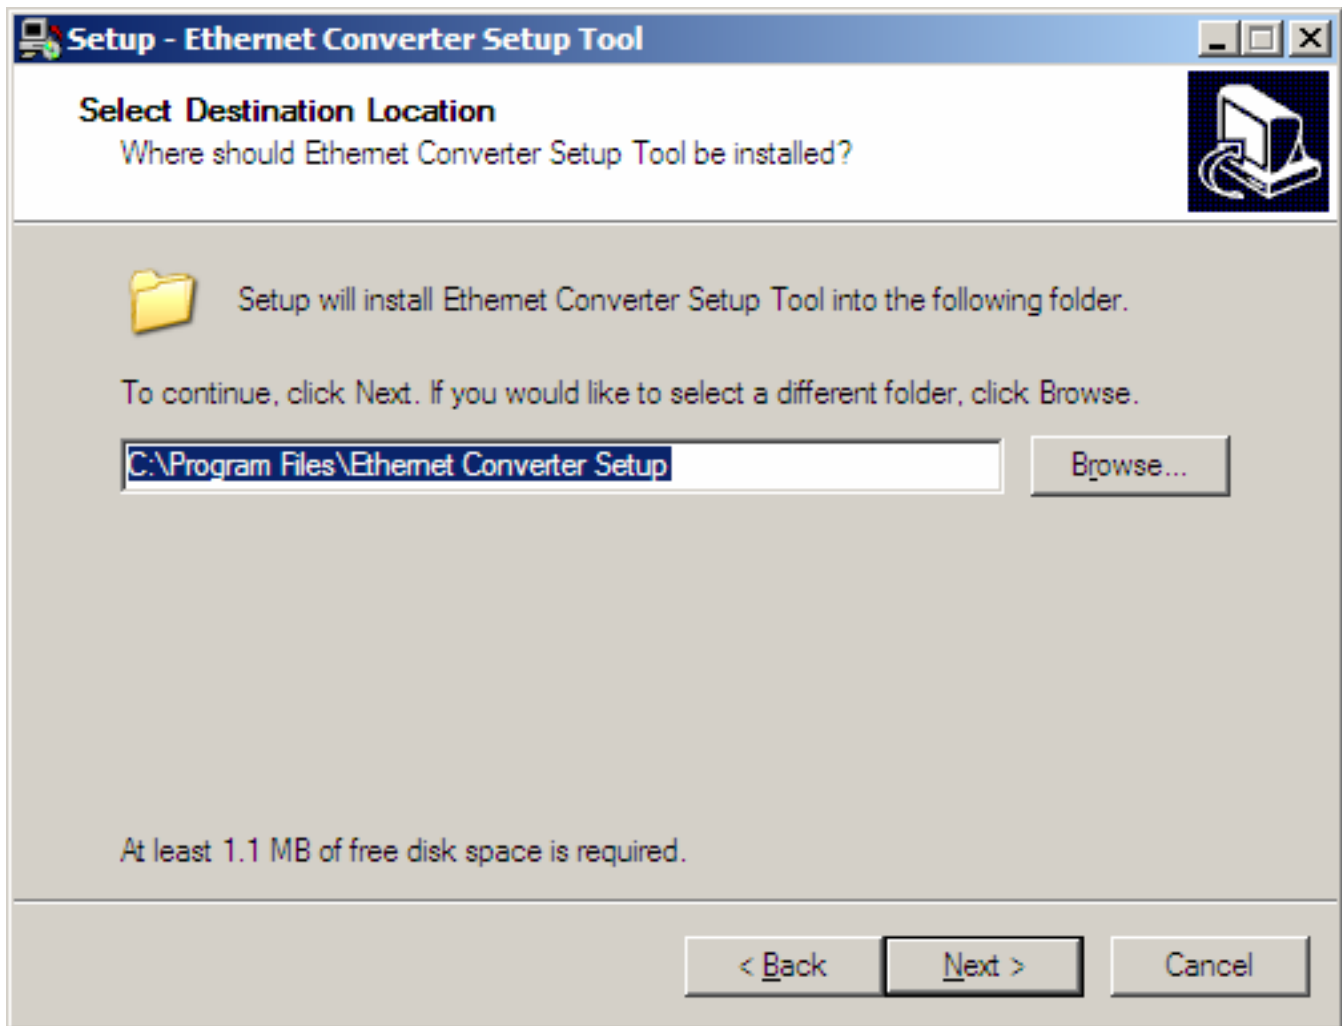 Setup - Ethernet Converter Setup Tool
Select Destination Location
Where should Ethernet Converter Setup Tool be installed?
Setup will install Ethernet Converter Setup Tool into the following folder.
To continue, click Next. If you would like to select a different folder, click Browse.
C:\Program Files\Ethernet Converter Setup
Browse...
At least 1.1 MB of free disk space is required.
< Back
Next >
Cancel